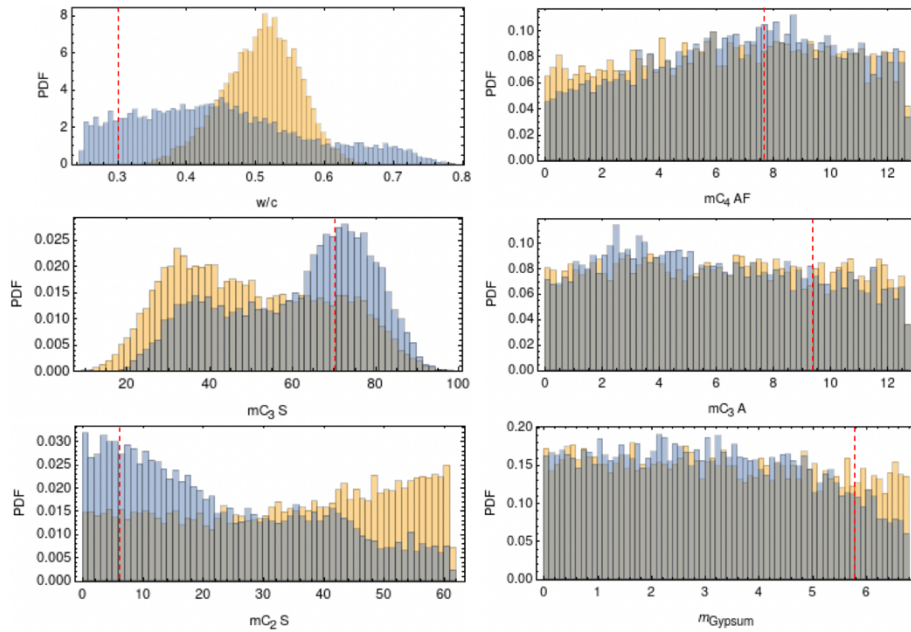 8
6
4
2
0
PDF
0.3 0.4 0.5 0.6 0.7 0.8
w/c
0.10
0.08
0.06
0.04
0.02
0.00
PDF
0 2 4 6 8 10 12
mC4 AF
0.025
0.020
0.015
0.010
0.005
0.000
PDF
20 40 60 80 100
mC3 S
0.10
0.08
0.06
0.04
0.02
0.00
PDF
0 2 4 6 8 10 12
mC3 A
0.030
0.025
0.020
0.015
0.010
0.005
0.000
PDF
0 10 20 30 40 50 60
mC2 S
0.20
0.15
0.10
0.05
0.00
PDF
0 1 2 3 4 5 6
mGypsum